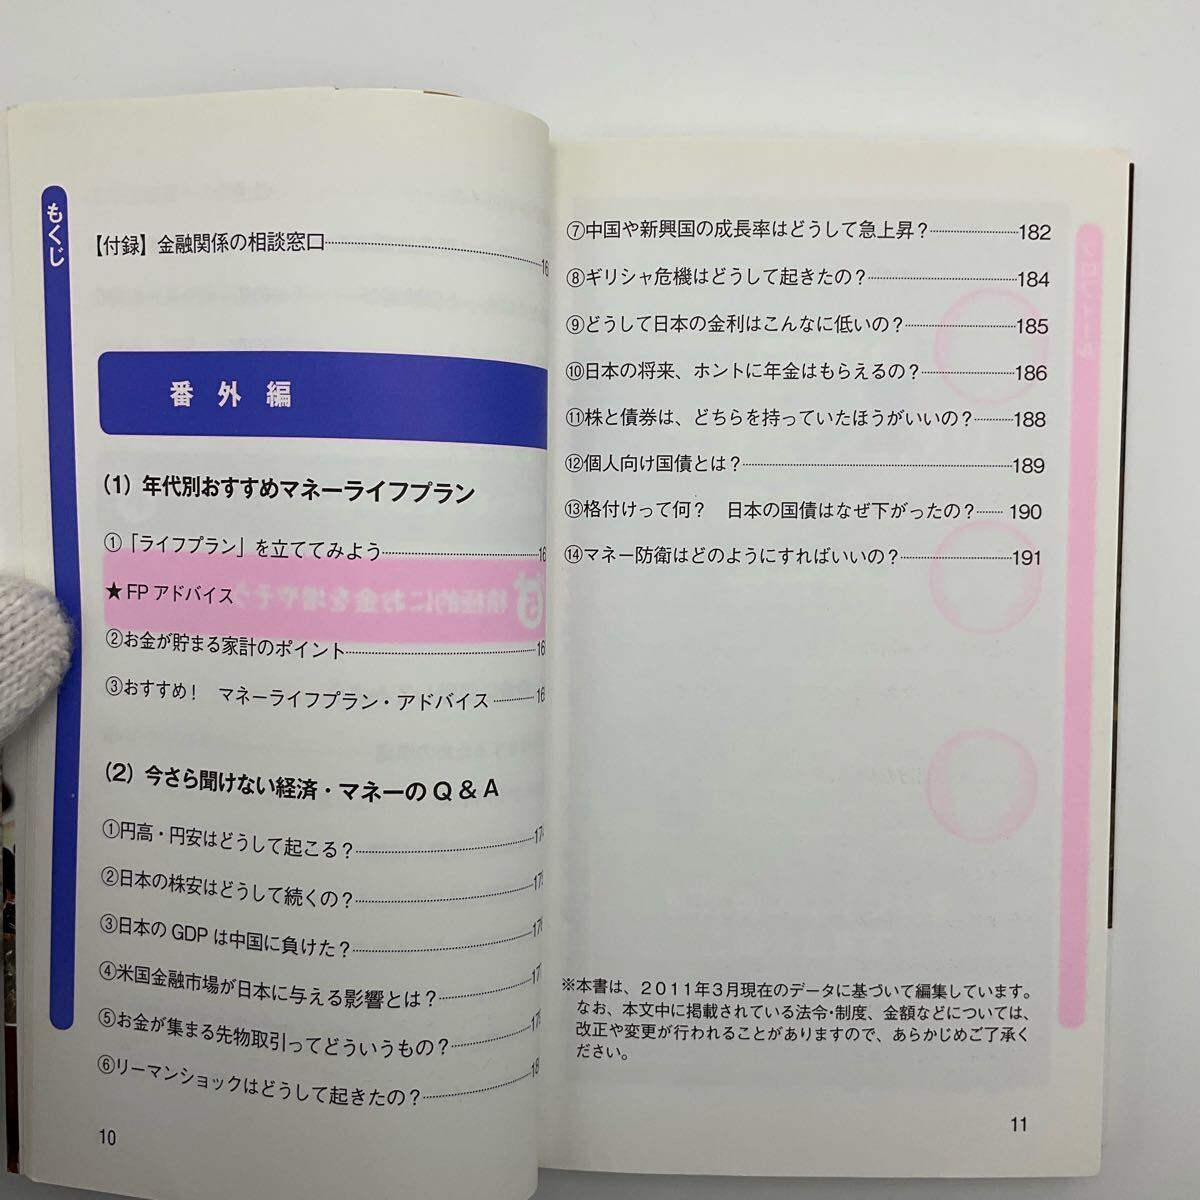 もくじ
【付録】金融関係の相談窓口 16
番外編
(1) 年代別おすすめマネーライフプラン
①「ライフプラン」を立ててみよう 16
★FPアドバイス
②お金が貯まる家計のポイント 16
③おすすめ！　マネーライフプラン・アドバイス 16
(2) 今さら聞けない経済・マネーのQ＆A
①円高・円安はどうして起こる？ 174
②日本の株安はどうして続くの？ 175
③日本のGDPは中国に負けた？ 176
④米国金融市場が日本に与える影響とは？ 177
⑤お金が集まる先物取引ってどういうもの？ 17
⑥リーマンショックはどうして起きたの？ 18
10
⑦中国や新興国の成長率はどうして急上昇？ 182
⑧ギリシャ危機はどうして起きたの？ 184
⑨どうして日本の金利はこんなに低いの？ 185
⑩日本の将来、ホントに年金はもらえるの？ 186
⑪株と債券は、どちらを持っていたほうがいいの？ 188
⑫個人向け国債とは？ 189
⑬格付けって何？　日本の国債はなぜ下がったの？ 190
⑭マネー防衛はどのようにすればいいの？ 191
※本書は、2011年3月現在のデータに基づいて編集しています。
なお、本文中に掲載されている法令・制度、金額などについては、
改正や変更が行われることがありますので、あらかじめご了承く
ださい。
11